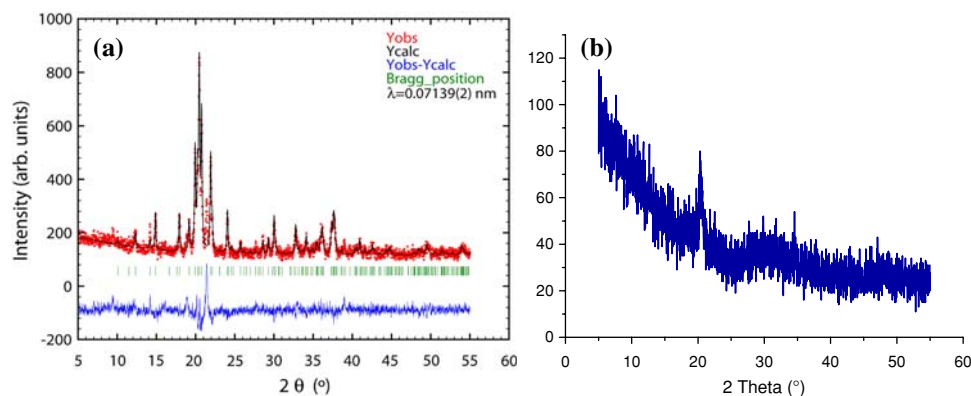 (a)
Yobs
Ycalc
Yobs-Ycalc
Bragg_position
λ=0.07139(2) nm
Intensity (arb. units)
1000
800
600
400
200
0
-200
5 10 15 20 25 30 35 40 45 50 55 60
2 θ (º)
(b)
120
100
80
60
40
20
0
0 10 20 30 40 50 60
2 Theta (°)